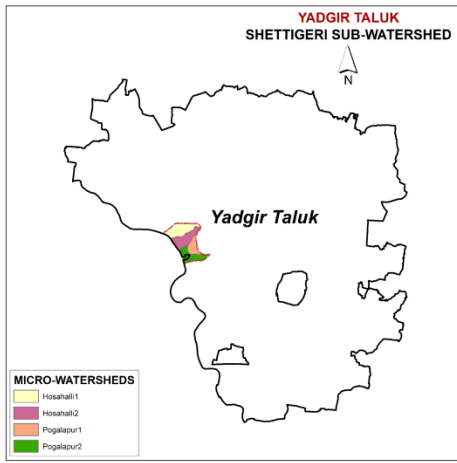 YADGIR TALUK
SHETTIGERI SUB-WATERSHED
N
Yadgir Taluk
MICRO-WATERSHEDS
Hosahalli1
Hosahalli2
Pogalapur1
Pogalapur2